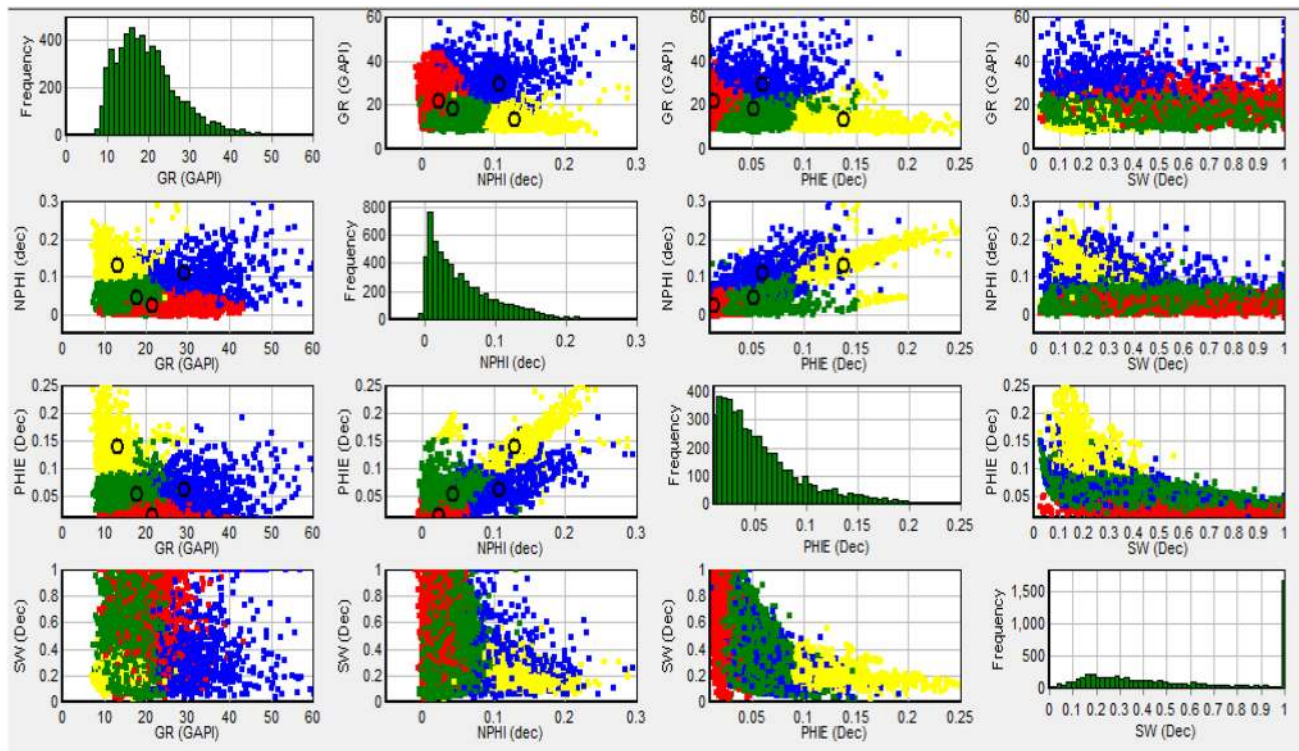 Frequency
400
200
0
0 10 20 30 40 50 60
GR (GAPI)
GR (GAPI)
60
40
20
0
0 0.1 0.2 0.3
NPHI (dec)
GR (GAPI)
60
40
20
0
0.05 0.1 0.15 0.2 0.25
PHIE (Dec)
GR (GAPI)
60
40
20
0
0.1 0.2 0.3 0.4 0.5 0.6 0.7 0.8 0.9 1
SW (Dec)
NPHI (dec)
0.3
0.2
0.1
0
0 10 20 30 40 50 60
GR (GAPI)
Frequency
800
600
400
200
0
0 0.1 0.2 0.3
NPHI (dec)
NPHI (dec)
0.3
0.2
0.1
0
0.05 0.1 0.15 0.2 0.25
PHIE (Dec)
NPHI (dec)
0.3
0.2
0.1
0
0.1 0.2 0.3 0.4 0.5 0.6 0.7 0.8 0.9 1
SW (Dec)
PHIE (Dec)
0.25
0.2
0.15
0.1
0.05
0 10 20 30 40 50 60
GR (GAPI)
PHIE (Dec)
0.25
0.2
0.15
0.1
0.05
0 0.1 0.2 0.3
NPHI (dec)
Frequency
400
300
200
100
0
0.05 0.1 0.15 0.2 0.25
PHIE (Dec)
PHIE (Dec)
0.25
0.2
0.15
0.1
0.05
0.1 0.2 0.3 0.4 0.5 0.6 0.7 0.8 0.9 1
SW (Dec)
SW (Dec)
1
0.8
0.6
0.4
0.2
0
0 10 20 30 40 50 60
GR (GAPI)
SW (Dec)
1
0.8
0.6
0.4
0.2
0
0 0.1 0.2 0.3
NPHI (dec)
SW (Dec)
1
0.8
0.6
0.4
0.2
0
0.05 0.1 0.15 0.2 0.25
PHIE (Dec)
Frequency
1,500
1,000
500
0
0 0.1 0.2 0.3 0.4 0.5 0.6 0.7 0.8 0.9 1
SW (Dec)